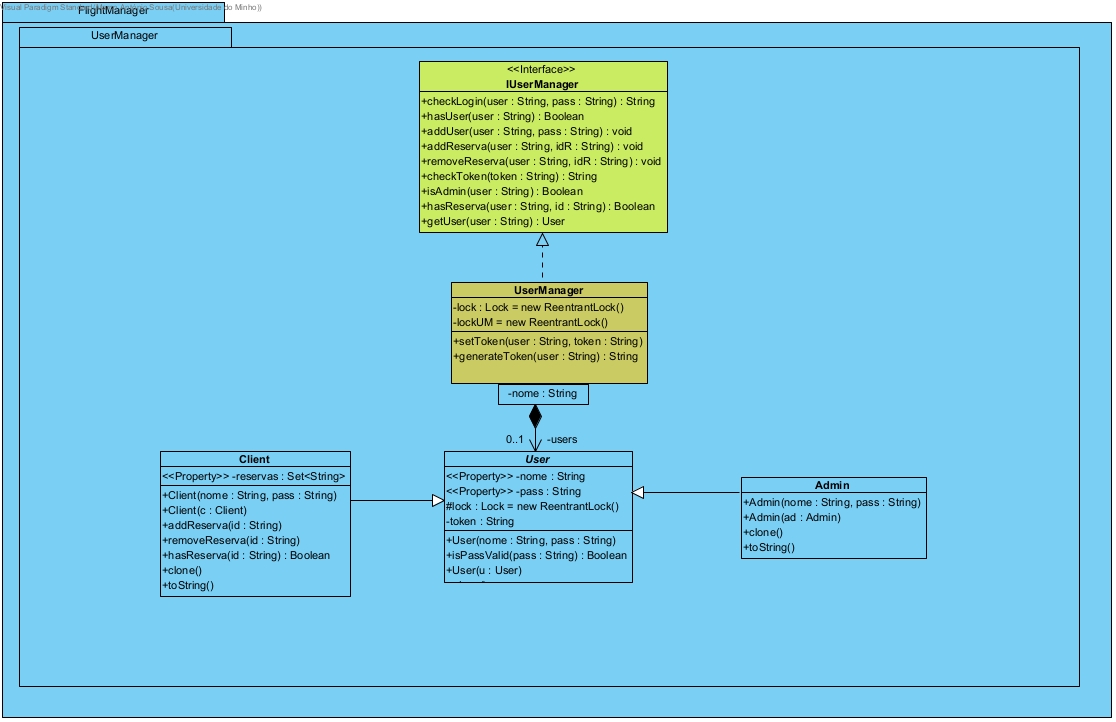 Visual Paradigm Standard Sousa(Universidade do Minho))
FlightManager
UserManager
<<Interface>>
IUserManager
+checkLogin(user : String, pass : String) : String
+hasUser(user : String) : Boolean
+addUser(user : String, pass : String) : void
+addReserva(user : String, idR : String) : void
+removeReserva(user : String, idR : String) : void
+checkToken(token : String) : String
+isAdmin(user : String) : Boolean
+hasReserva(user : String, id : String) : Boolean
+getUser(user : String) : User
UserManager
-lock : Lock = new ReentrantLock()
-lockUM = new ReentrantLock()
+setToken(user : String, token : String)
+generateToken(user : String) : String
-nome : String
0..1 -users
Client
<<Property>> -reservas : Set<String>
+Client(nome : String, pass : String)
+Client(c : Client)
+addReserva(id : String)
+removeReserva(id : String)
+hasReserva(id : String) : Boolean
+clone()
+toString()
User
<<Property>> -nome : String
<<Property>> -pass : String
#lock : Lock = new ReentrantLock()
-token : String
+User(nome : String, pass : String)
+isPassValid(pass : String) : Boolean
+User(u : User)
Admin
+Admin(nome : String, pass : String)
+Admin(ad : Admin)
+clone()
+toString()